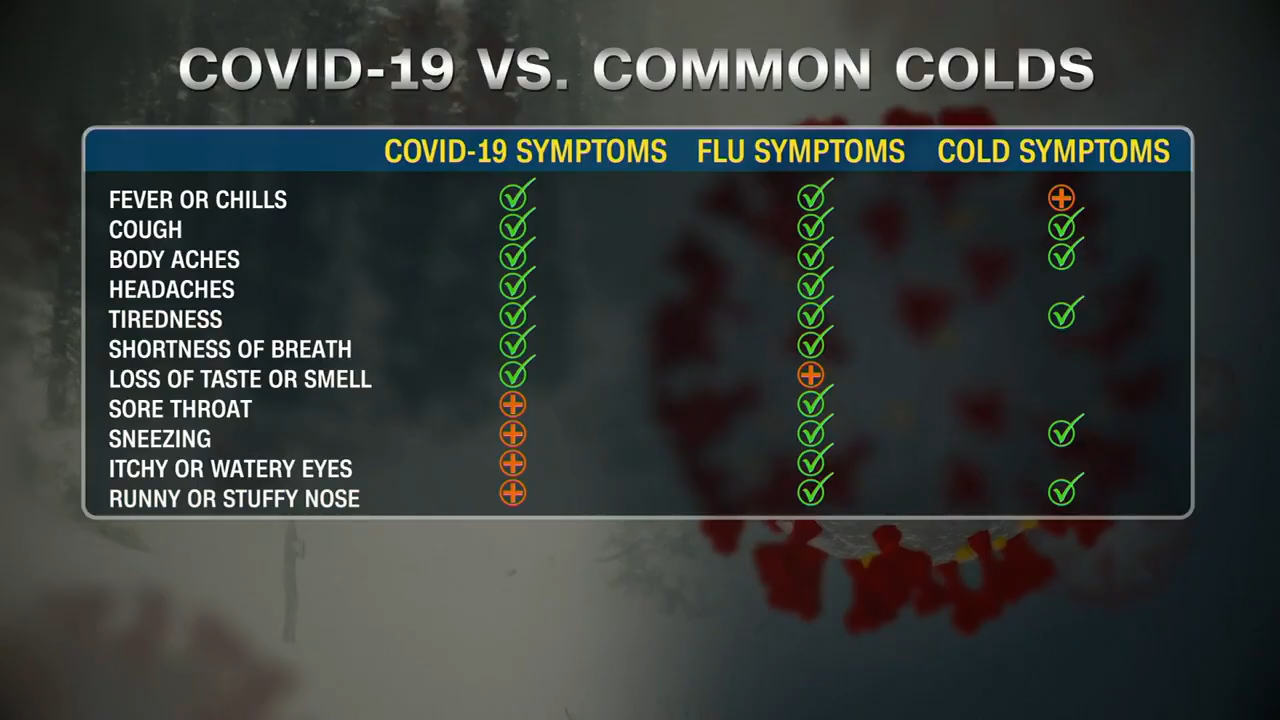 COVID-19 VS. COMMON COLDS
COVID-19 SYMPTOMS FLU SYMPTOMS COLD SYMPTOMS
FEVER OR CHILLS
COUGH
BODY ACHES
HEADACHES
TIREDNESS
SHORTNESS OF BREATH
LOSS OF TASTE OR SMELL
SORE THROAT
SNEEZING
ITCHY OR WATERY EYES
RUNNY OR STUFFY NOSE